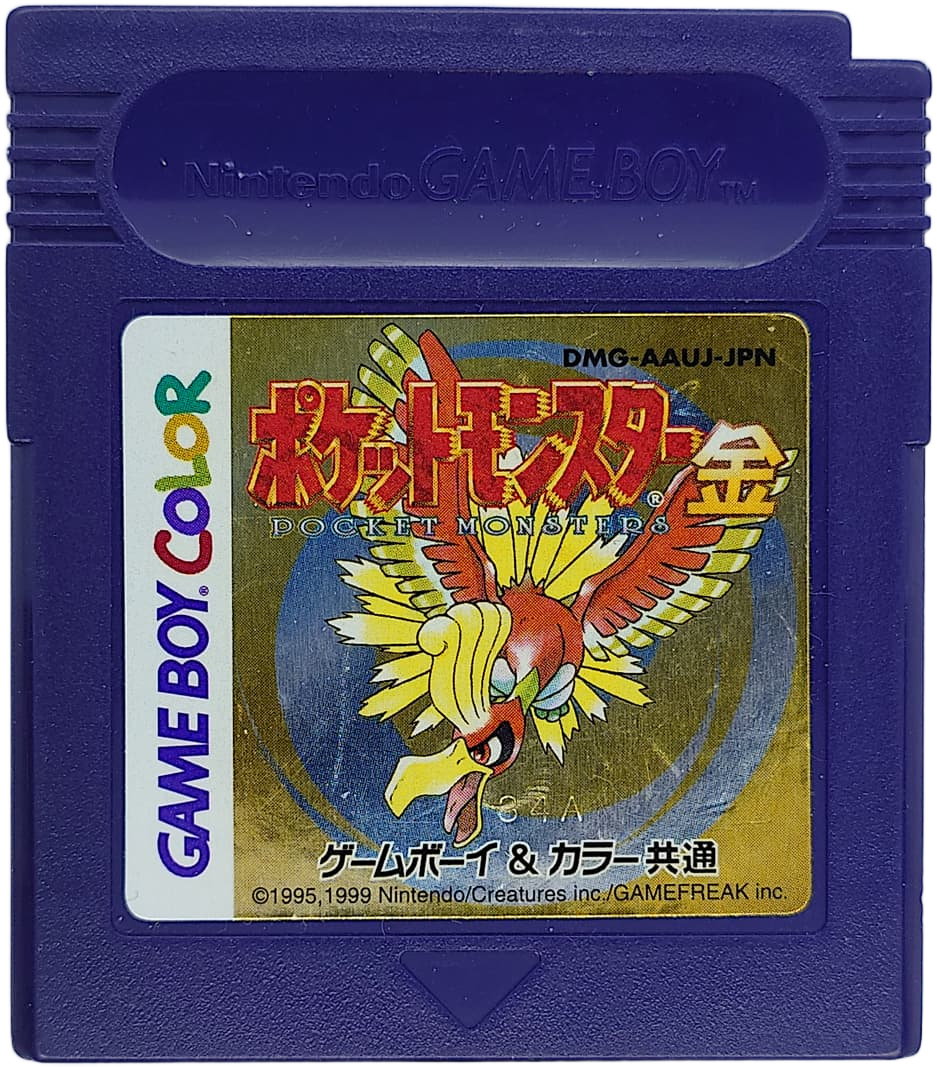 Nintendo GAME BOY™
GAME BOY® COLOR
DMG-AAUJ-JPN
ポケットモンスター®金
POCKET MONSTERS
34A
ゲームボーイ & カラー共通
©1995,1999 Nintendo/Creatures inc./GAMEFREAK inc.